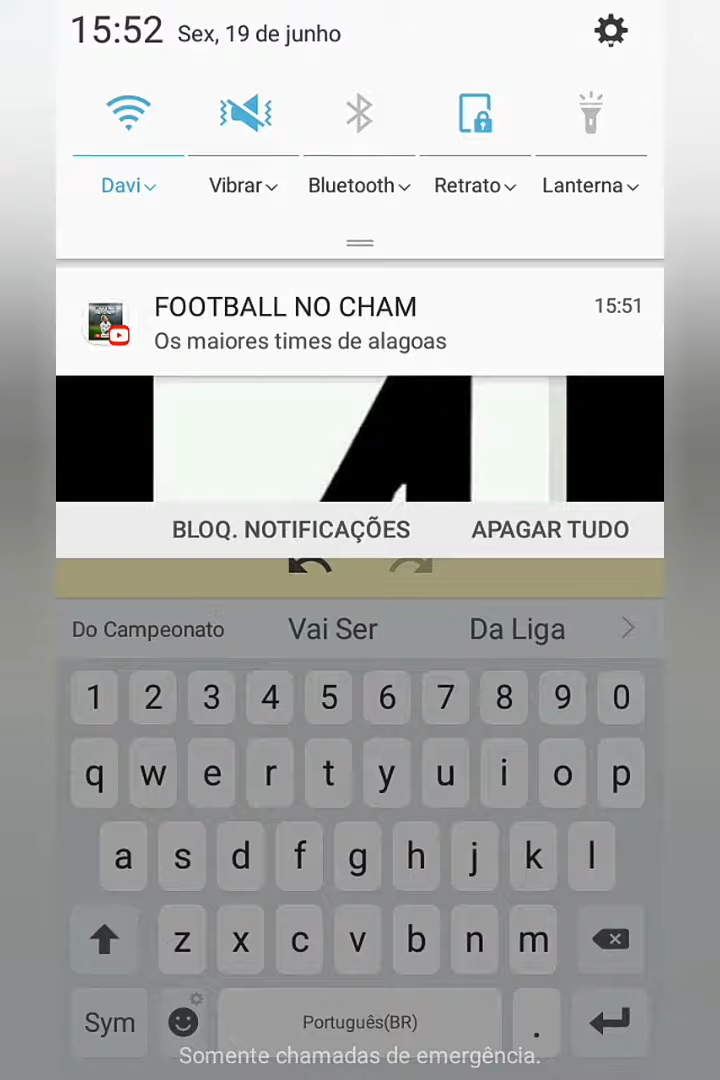 15:52 Sex, 19 de junho
Davi Vibrar Bluetooth Retrato Lanterna
FOOTBALL NO CHAM 15:51
Os maiores times de alagoas
BLOQ. NOTIFICAÇÕES APAGAR TUDO
Do Campeonato Vai Ser Da Liga
1 2 3 4 5 6 7 8 9 0
q w e r t y u i o p
a s d f g h j k l
z x c v b n m
Sym Português(BR) .
Somente chamadas de emergência.